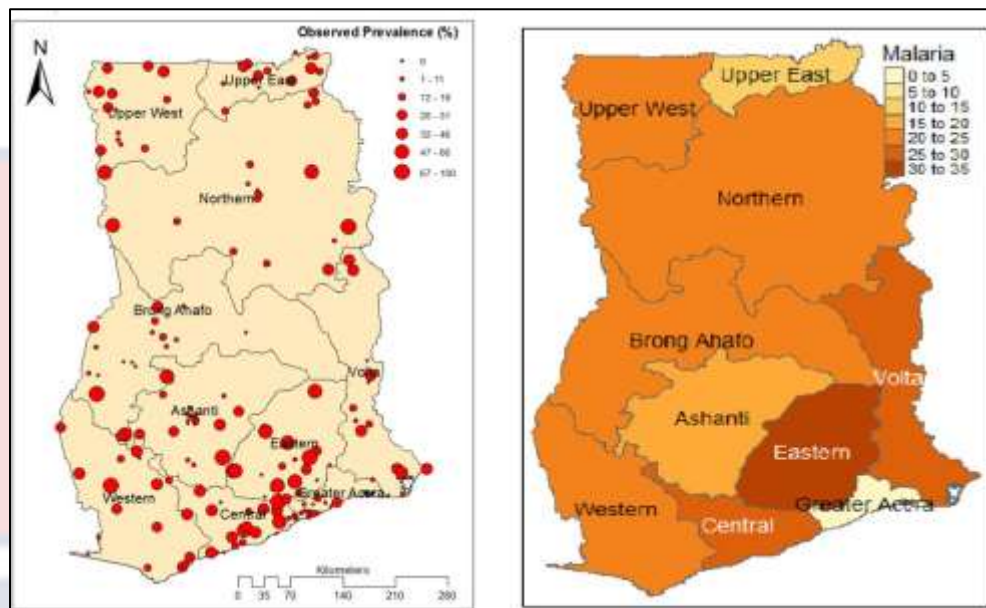 Observed Prevalence (%)
N
0
1 - 11
12 - 19
32 - 46
47 - 66
67 - 100
Upper East
Upper West
Northern
Brong Ahafo
Volta
Ashanti
Eastern
Greater Accra
Western
Central
Kilometers
0 35 70 140 210 280
Malaria
0 to 5
5 to 10
10 to 15
15 to 20
20 to 25
25 to 30
30 to 35
Upper East
Upper West
Northern
Brong Ahafo
Volta
Ashanti
Eastern
Greater Accra
Western
Central